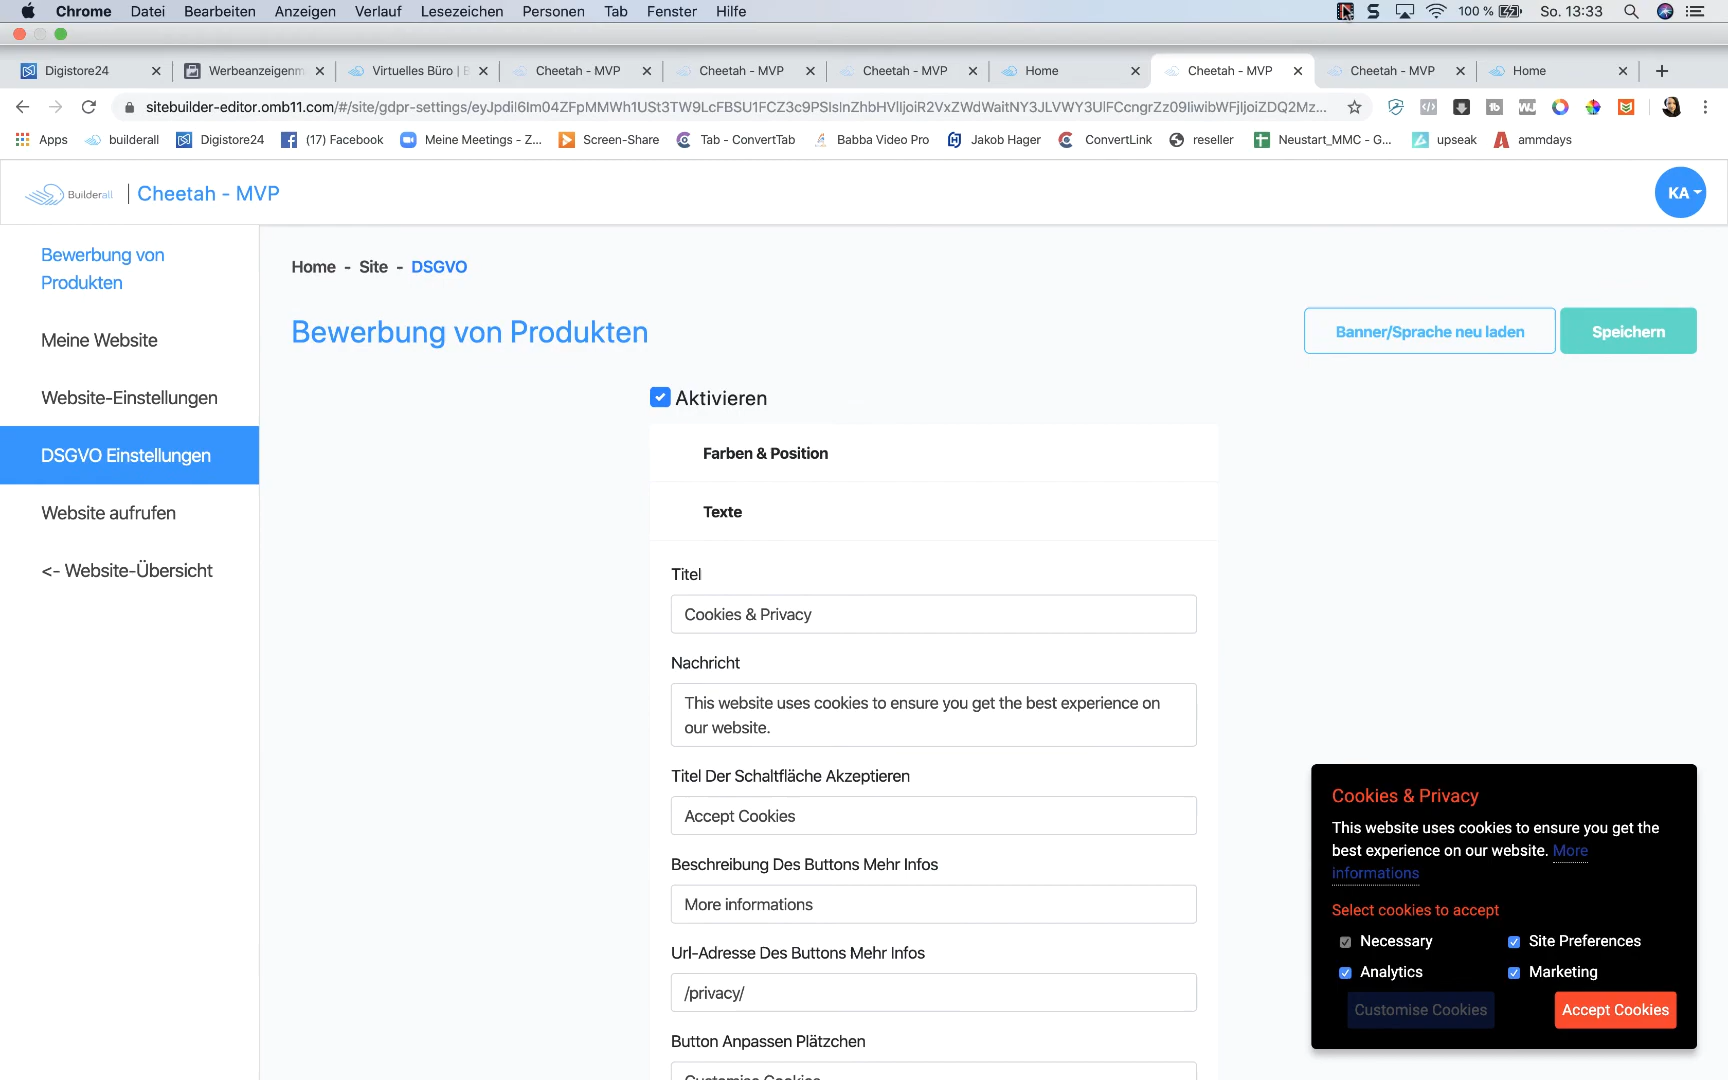 Chrome Datei Bearbeiten Anzeigen Verlauf Lesezeichen Personen Tab Fenster Hilfe 100 % So. 13:33
Digistore24 Werbeanzeigenm Virtuelles Büro | B Cheetah - MVP Cheetah - MVP Cheetah - MVP Home Cheetah - MVP Cheetah - MVP Home
Apps builderall Digistore24 (17) Facebook Meine Meetings - Z... Screen-Share Tab - ConvertTab Babba Video Pro Jakob Hager ConvertLink reseller Neustart_MMC - G... upseak ammdays
Builderall Cheetah - MVP KA
Bewerbung von
Produkten
Meine Website
Website-Einstellungen
DSGVO Einstellungen
Website aufrufen
<- Website-Übersicht
Home - Site - DSGVO
Bewerbung von Produkten
Banner/Sprache neu laden Speichern
Aktivieren
Farben & Position
Texte
Titel
Cookies & Privacy
Nachricht
This website uses cookies to ensure you get the best experience on
our website.
Titel Der Schaltfläche Akzeptieren
Accept Cookies
Beschreibung Des Buttons Mehr Infos
More informations
Url-Adresse Des Buttons Mehr Infos
/privacy/
Button Anpassen Plätzchen
Customise Cookies
Cookies & Privacy
This website uses cookies to ensure you get the
best experience on our website. More
informations
Select cookies to accept
Necessary Site Preferences
Analytics Marketing
Customise Cookies Accept Cookies